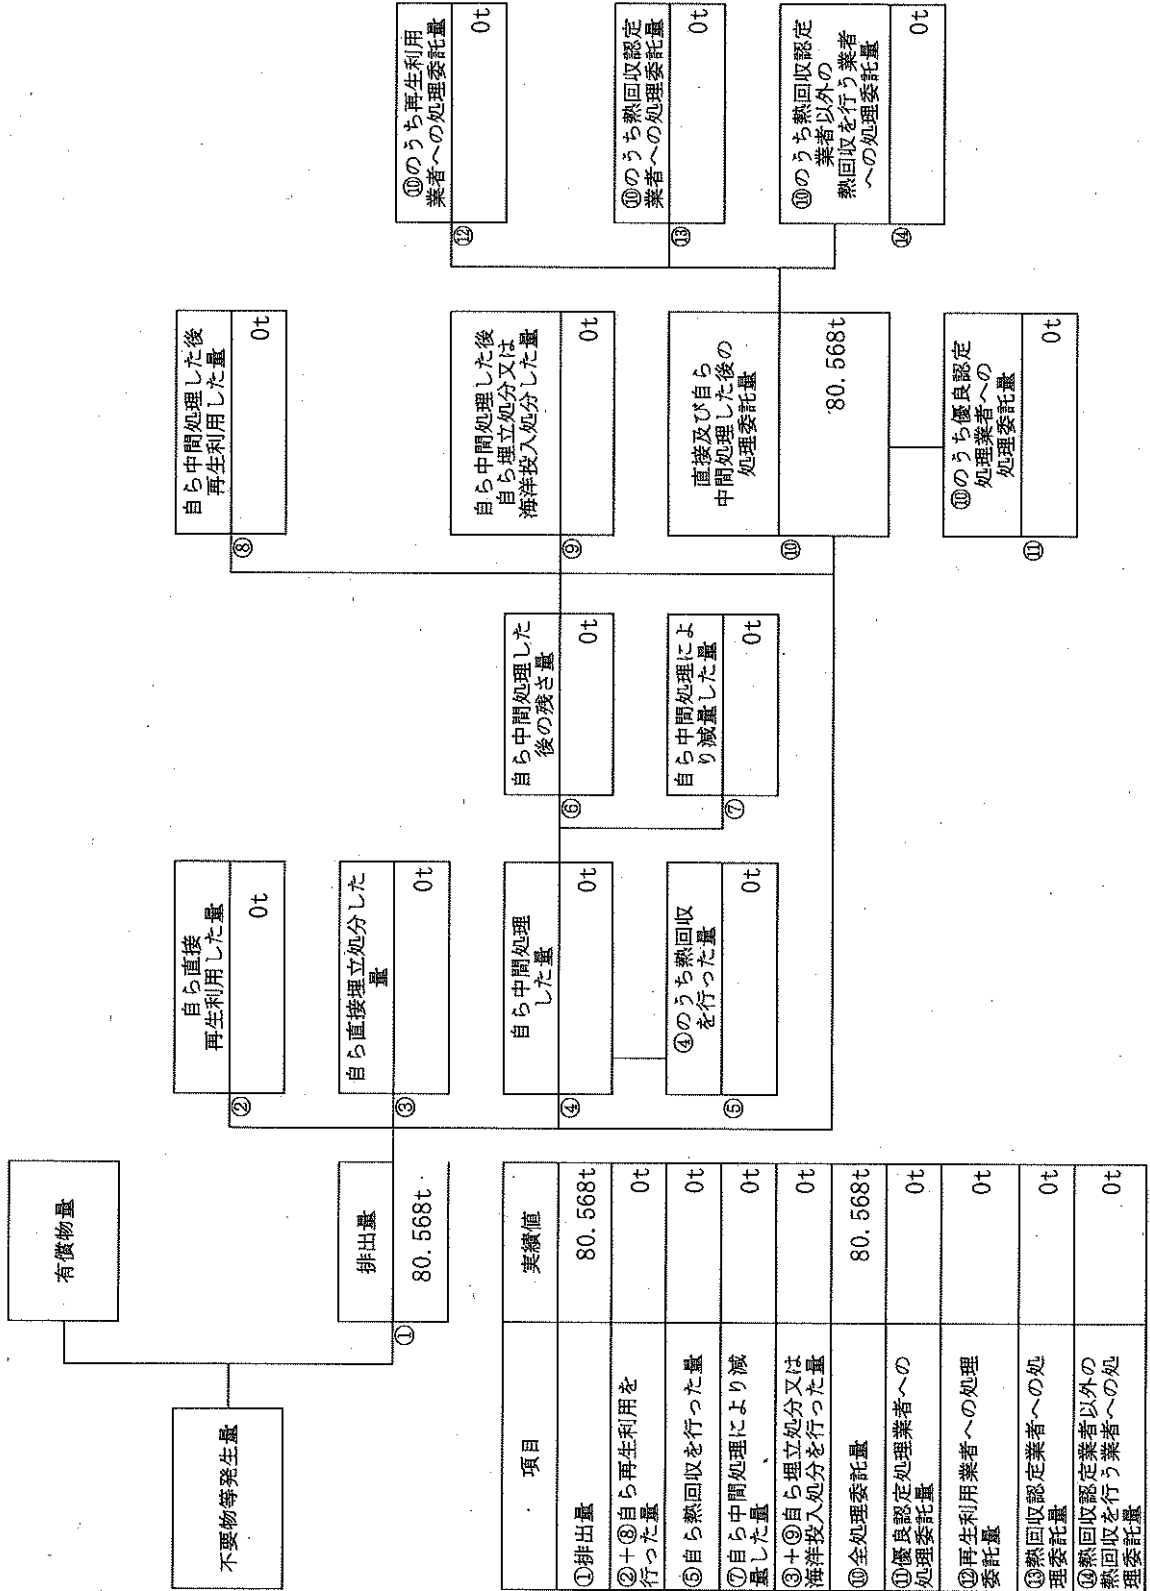 不要物等発生量
有償物量
①
排出量
80.568t
②
自ら直接
再生利用した量
0t
③
自ら直接埋立処分した
量
0t
④
自ら中間処理
した量
0t
⑤
④のうち熱回収
を行った量
0t
⑥
自ら中間処理した
後の残さ量
0t
⑦
自ら中間処理によ
り減量した量
0t
⑧
自ら中間処理した後
再生利用した量
0t
⑨
自ら中間処理した後
自ら埋立処分又は
海洋投入処分した量
0t
⑩
直接及び自ら
中間処理した後の
処理委託量
80.568t
⑪
⑩のうち優良認定
処理業者への
処理委託量
0t
⑫
⑩のうち再生利用
業者への処理委託量
0t
⑬
⑩のうち熱回収認定
業者への処理委託量
0t
⑭
⑩のうち熱回収認定
業者以外の
熱回収を行う業者
への処理委託量
0t
項目
実績値
①排出量
80.568t
②+⑧自ら再生利用を
行った量
0t
⑤自ら熱回収を行った量
0t
⑦自ら中間処理により減
量した量
0t
③+⑨自ら埋立処分又は
海洋投入処分を行った量
0t
⑩全処理委託量
80.568t
⑪優良認定処理業者への
処理委託量
0t
⑫再生利用業者への処理
委託量
0t
⑬熱回収認定業者への処
理委託量
0t
⑭熱回収認定業者以外の
熱回収を行う業者への処
理委託量
0t